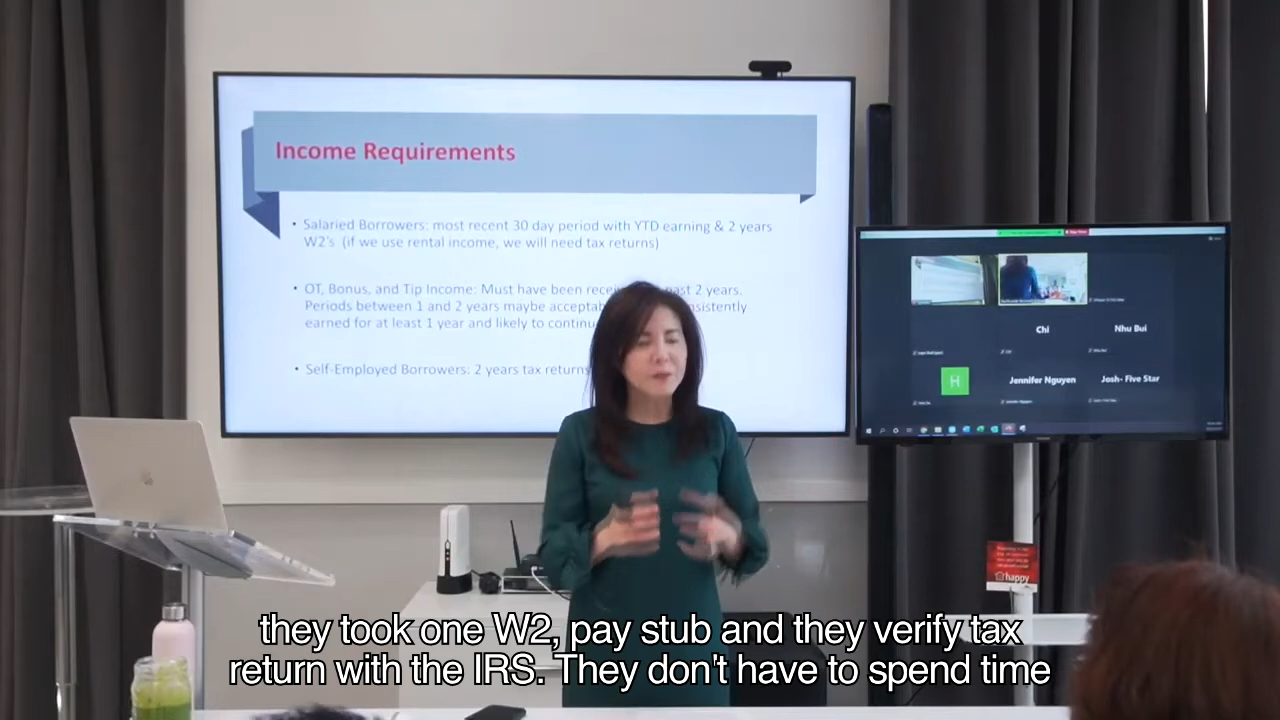 Income Requirements
• Salaried Borrowers: most recent 30 day period with YTD earning & 2 years
W2's (if we use rental income, we will need tax returns)
• OT, Bonus, and Tip Income: Must have been past 2 years.
Periods between 1 and 2 years maybe
earned for at least 1 year and likely to
• Self-Employed Borrowers: 2 years tax returns
Chi
Nhu Bui
H
Jennifer Nguyen
Josh- Five Star
happy
they took one W2, pay stub and they verify tax
return with the IRS. They don't have to spend time